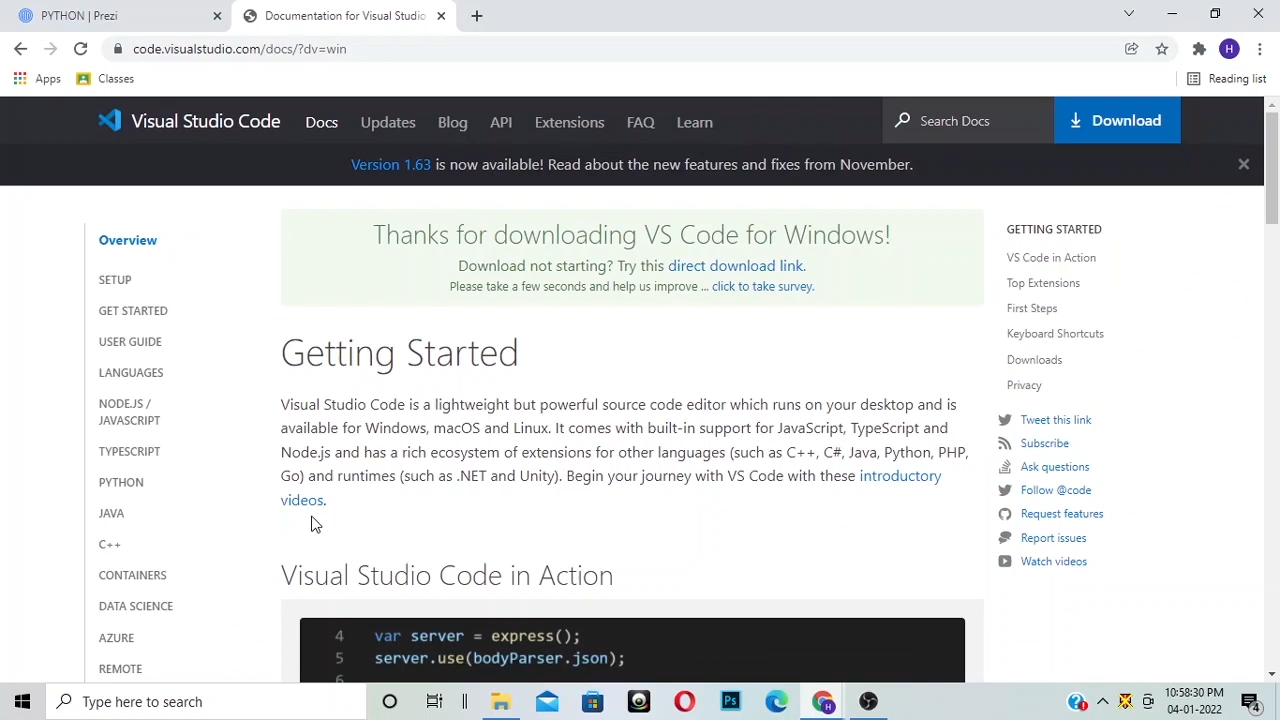 PYTHON | Prezi
Documentation for Visual Studio
code.visualstudio.com/docs/?dv=win
H
Apps
Classes
Reading list
Visual Studio Code
Docs
Updates
Blog
API
Extensions
FAQ
Learn
Search Docs
Download
Version 1.63 is now available! Read about the new features and fixes from November.
Overview
SETUP
GET STARTED
USER GUIDE
LANGUAGES
NODE.JS /
JAVASCRIPT
TYPESCRIPT
PYTHON
JAVA
C++
CONTAINERS
DATA SCIENCE
AZURE
REMOTE
Thanks for downloading VS Code for Windows!
Download not starting? Try this direct download link.
Please take a few seconds and help us improve ... click to take survey.
Getting Started
Visual Studio Code is a lightweight but powerful source code editor which runs on your desktop and is
available for Windows, macOS and Linux. It comes with built-in support for JavaScript, TypeScript and
Node.js and has a rich ecosystem of extensions for other languages (such as C++, C#, Java, Python, PHP,
Go) and runtimes (such as .NET and Unity). Begin your journey with VS Code with these introductory
videos.
Visual Studio Code in Action
4 var server = express();
5 server.use(bodyParser.json);
6
GETTING STARTED
VS Code in Action
Top Extensions
First Steps
Keyboard Shortcuts
Downloads
Privacy
Tweet this link
Subscribe
Ask questions
Follow @code
Request features
Report issues
Watch videos
Type here to search
Ps
H
10:58:30 PM
04-01-2022
4